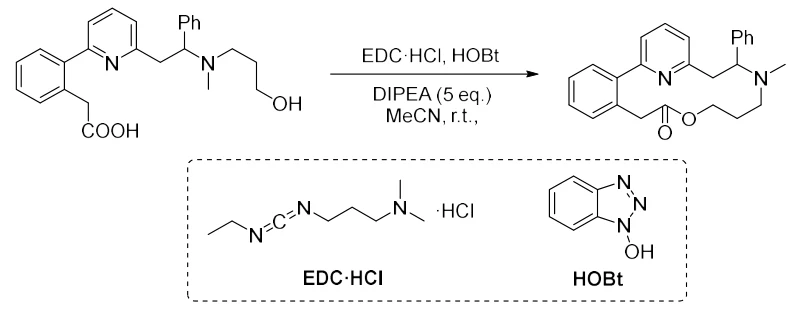 Ph
N
N
OH
COOH
EDC·HCl, HOBt
DIPEA (5 eq.)
MeCN, r.t.,
Ph
N
N
O
O
N
C
N
N
·HCl
EDC·HCl
N
N
N
OH
HOBt